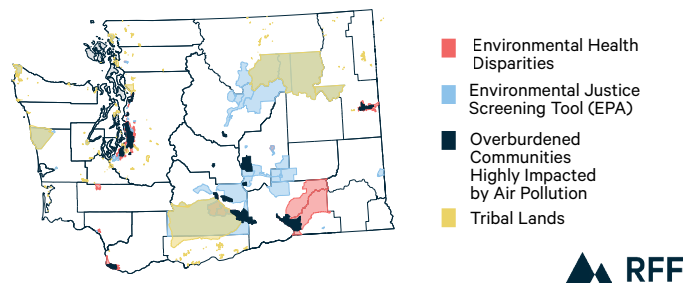 Environmental Health
Disparities
Environmental Justice
Screening Tool (EPA)
Overburdened
Communities
Highly Impacted
by Air Pollution
Tribal Lands
RFF